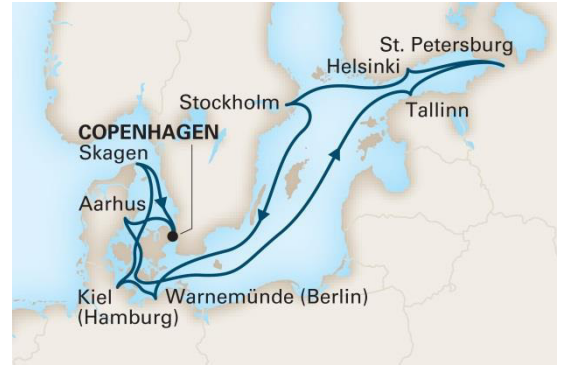 St. Petersburg
Helsinki
Stockholm
Tallinn
COPENHAGEN
Skagen
Aarhus
Kiel
(Hamburg)
Warnemünde (Berlin)